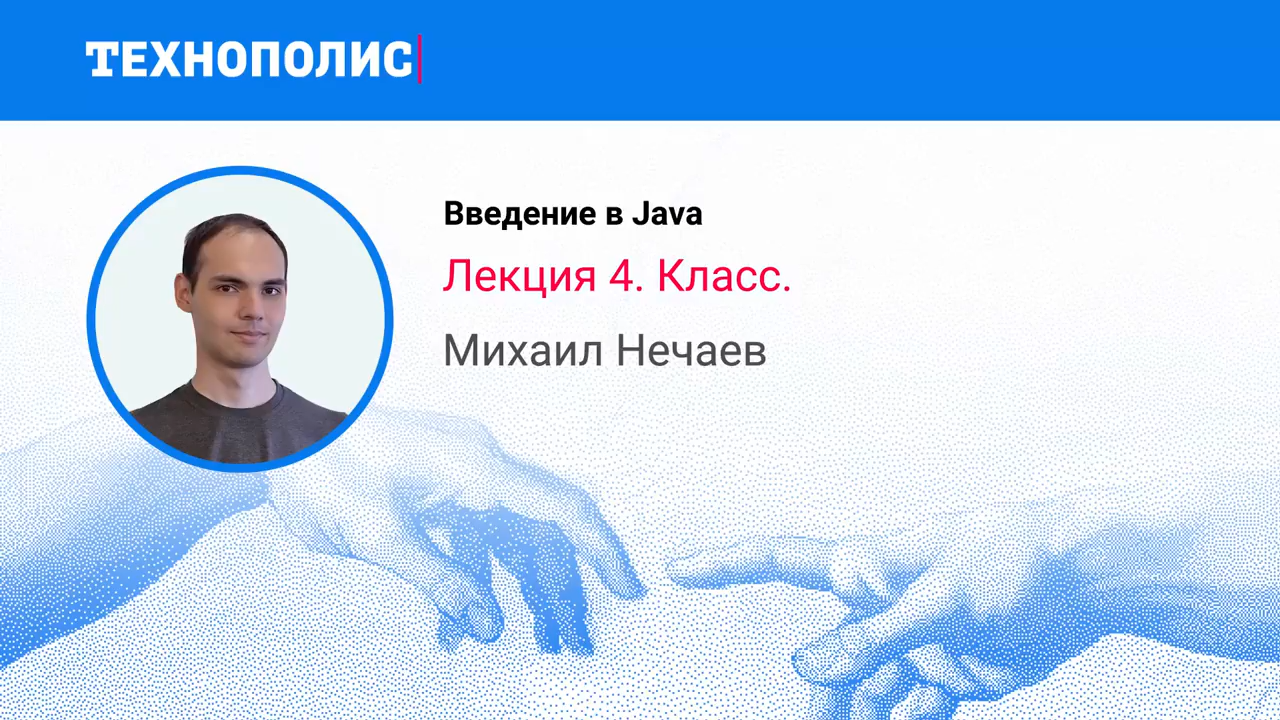 ТЕХНОПОЛИС
Введение в Java
Лекция 4. Класс.
Михаил Нечаев